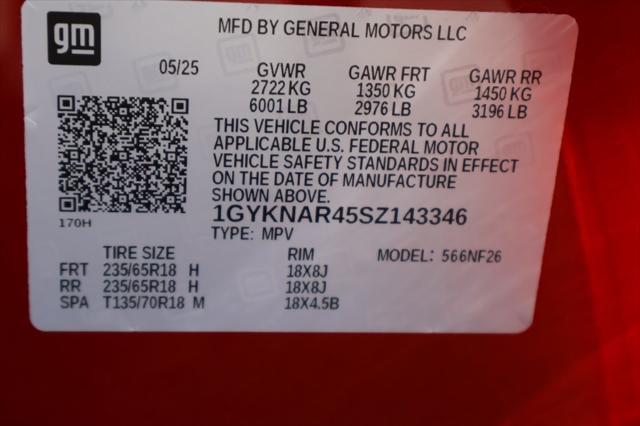 gm
MFD BY GENERAL MOTORS LLC
05/25 GVWR GAWR FRT GAWR RR
2722 KG 1350 KG 1450 KG
6001 LB 2976 LB 3196 LB
THIS VEHICLE CONFORMS TO ALL
APPLICABLE U.S. FEDERAL MOTOR
VEHICLE SAFETY STANDARDS IN EFFECT
ON THE DATE OF MANUFACTURE
SHOWN ABOVE.
1GYKNAR45SZ143346
170H
TYPE: MPV
TIRE SIZE RIM MODEL: 566NF26
FRT 235/65R18 H 18X8J
RR 235/65R18 H 18X8J
SPA T135/70R18 M 18X4.5B